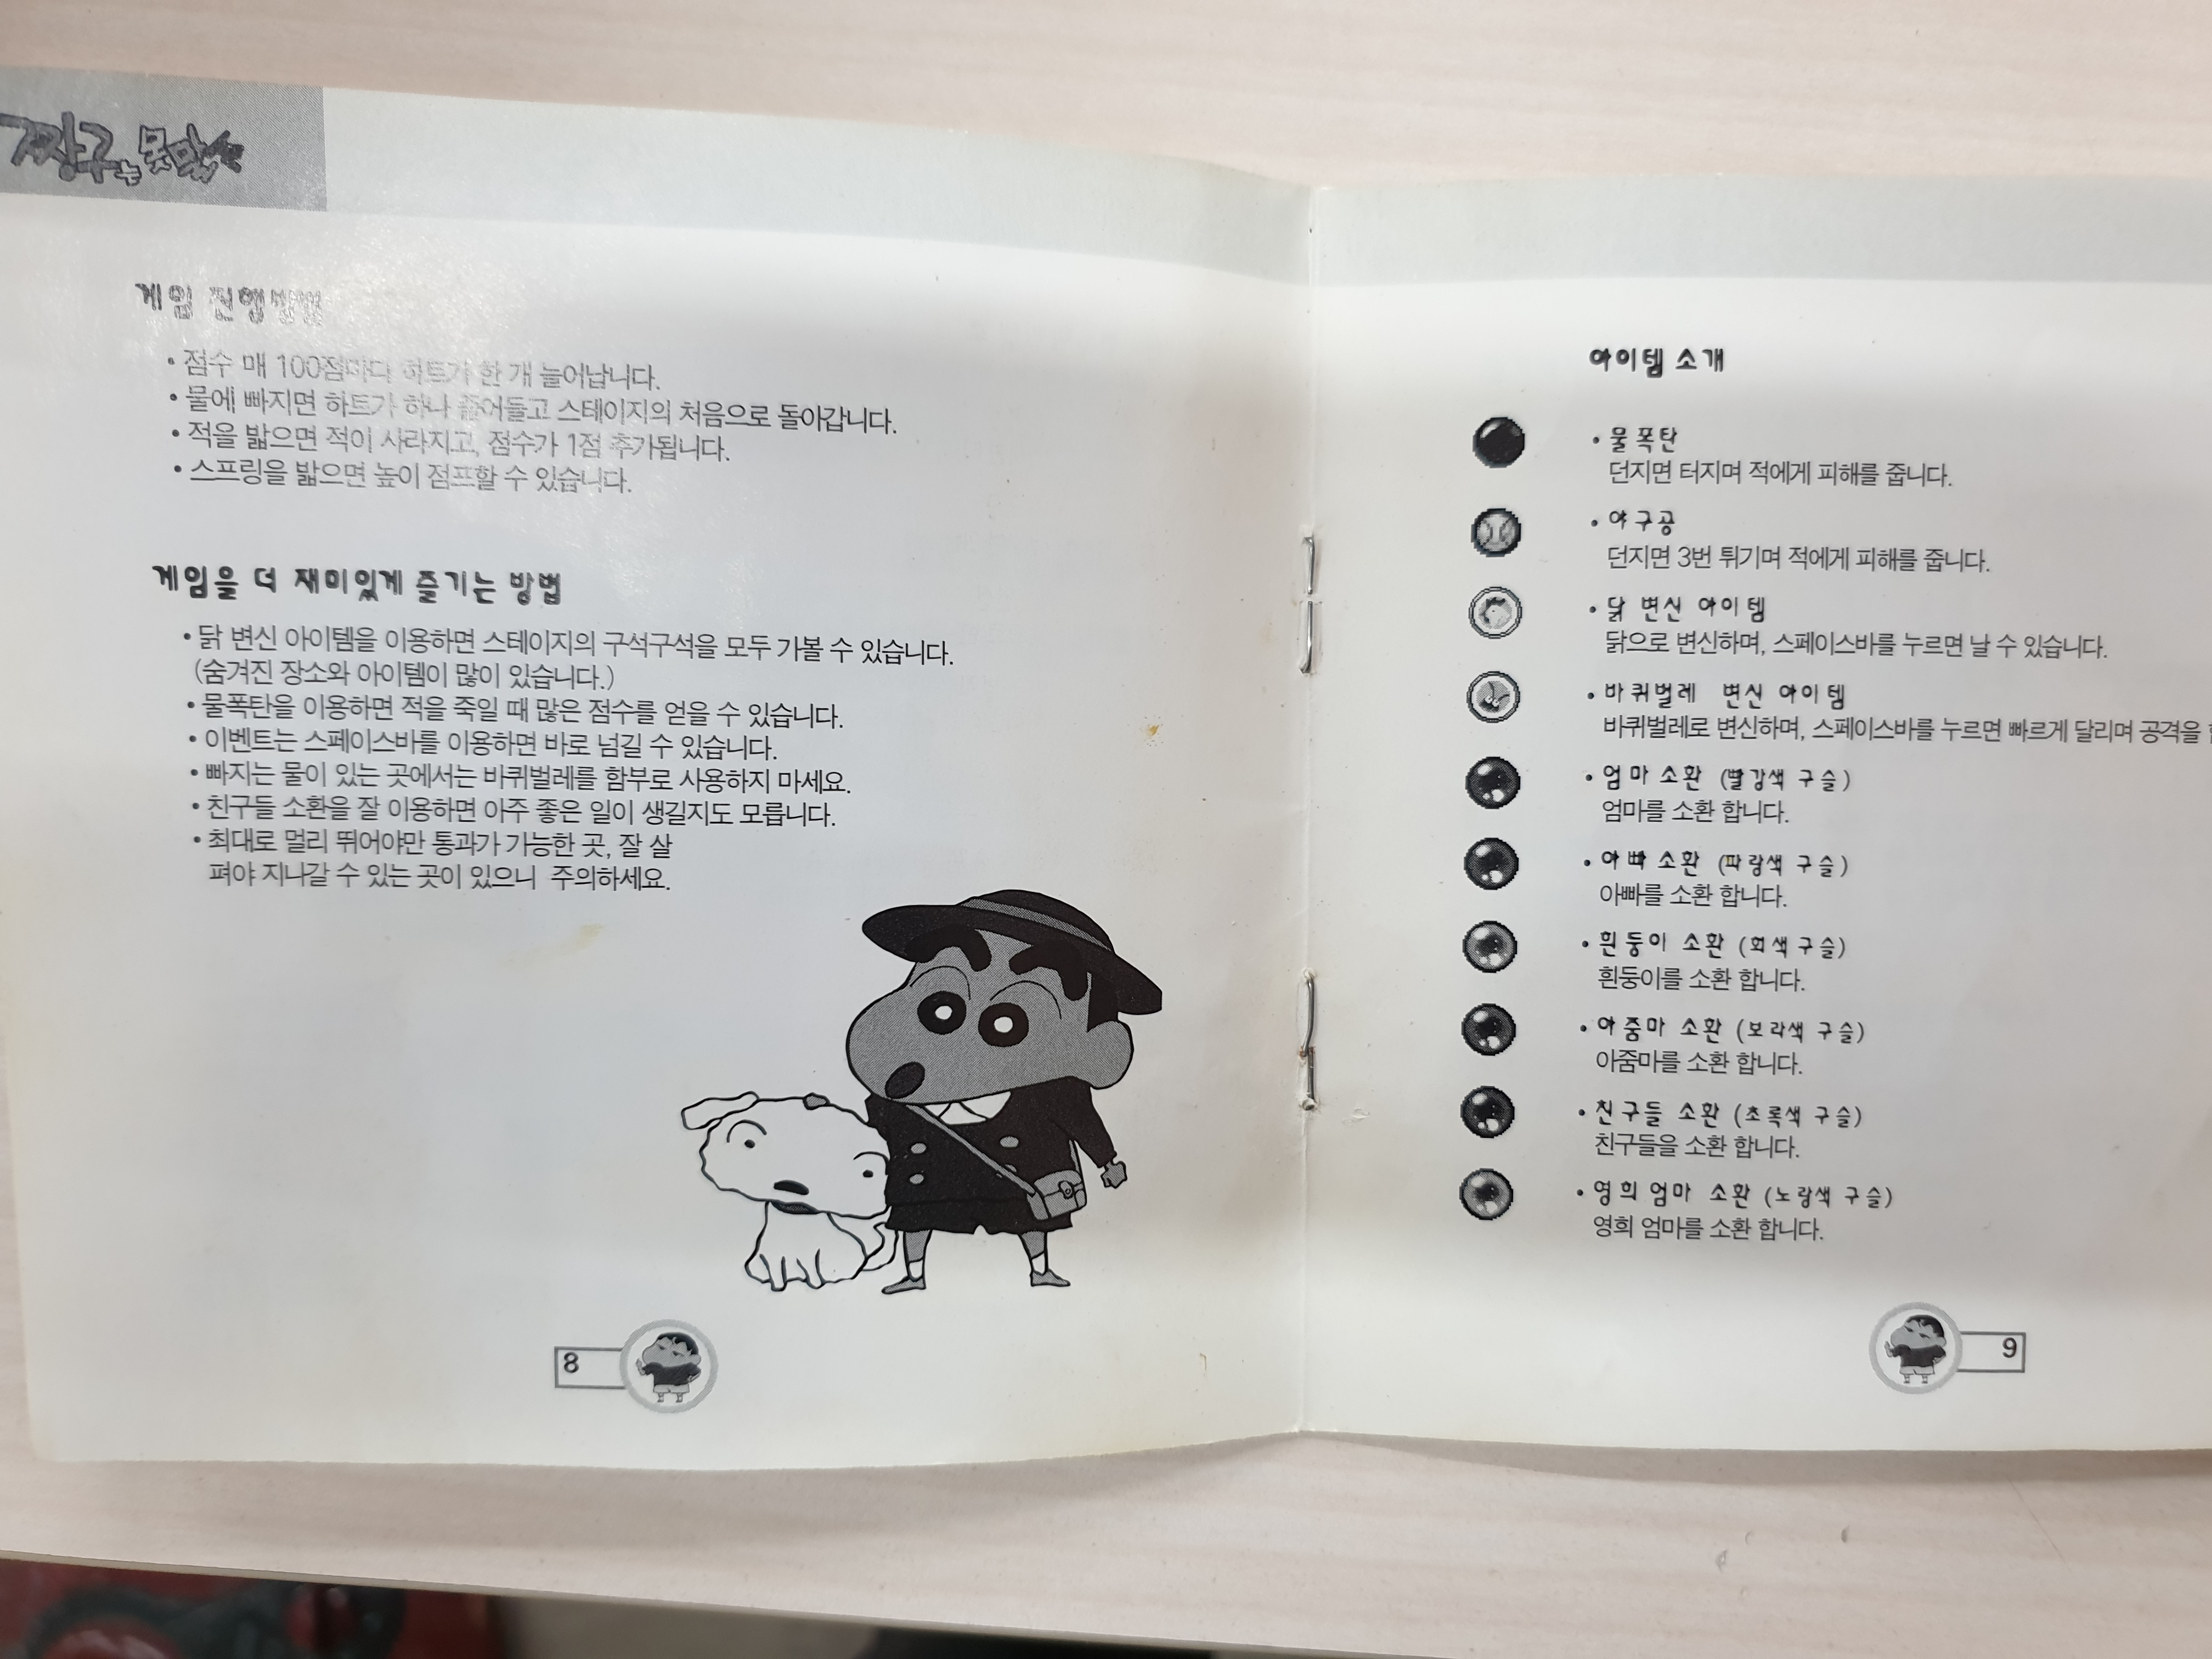 짱구는 못말려
게임 진행방법
• 점수 매 100점마다 하트가 한 개 늘어납니다.
• 물에 빠지면 하트가 하나 줄어들고 스테이지의 처음으로 돌아갑니다.
• 적을 밟으면 적이 사라지고, 점수가 1점 추가됩니다.
• 스프링을 밟으면 높이 점프할 수 있습니다.
게임을 더 재미있게 즐기는 방법
• 닭 변신 아이템을 이용하면 스테이지의 구석구석을 모두 가볼 수 있습니다.
(숨겨진 장소와 아이템이 많이 있습니다.)
• 물폭탄을 이용하면 적을 죽일 때 많은 점수를 얻을 수 있습니다.
• 이벤트는 스페이스바를 이용하면 바로 넘길 수 있습니다.
• 빠지는 물이 있는 곳에서는 바퀴벌레를 함부로 사용하지 마세요.
• 친구들 소환을 잘 이용하면 아주 좋은 일이 생길지도 모릅니다.
• 최대로 멀리 뛰어야만 통과가 가능한 곳, 잘 살
펴야 지나갈 수 있는 곳이 있으니 주의하세요.
8
아이템 소개
• 물폭탄
던지면 터지며 적에게 피해를 줍니다.
• 야구공
던지면 3번 튀기며 적에게 피해를 줍니다.
• 닭 변신 아이템
닭으로 변신하며, 스페이스바를 누르면 날 수 있습니다.
• 바퀴벌레 변신 아이템
바퀴벌레로 변신하며, 스페이스바를 누르면 빠르게 달리며 공격을
• 엄마 소환 (빨강색 구슬)
엄마를 소환 합니다.
• 아빠 소환 (파랑색 구슬)
아빠를 소환 합니다.
• 흰둥이 소환 (회색 구슬)
흰둥이를 소환 합니다.
• 아줌마 소환 (보라색 구슬)
아줌마를 소환 합니다.
• 친구들 소환 (초록색 구슬)
친구들을 소환 합니다.
• 영희 엄마 소환 (노랑색 구슬)
영희 엄마를 소환 합니다.
9